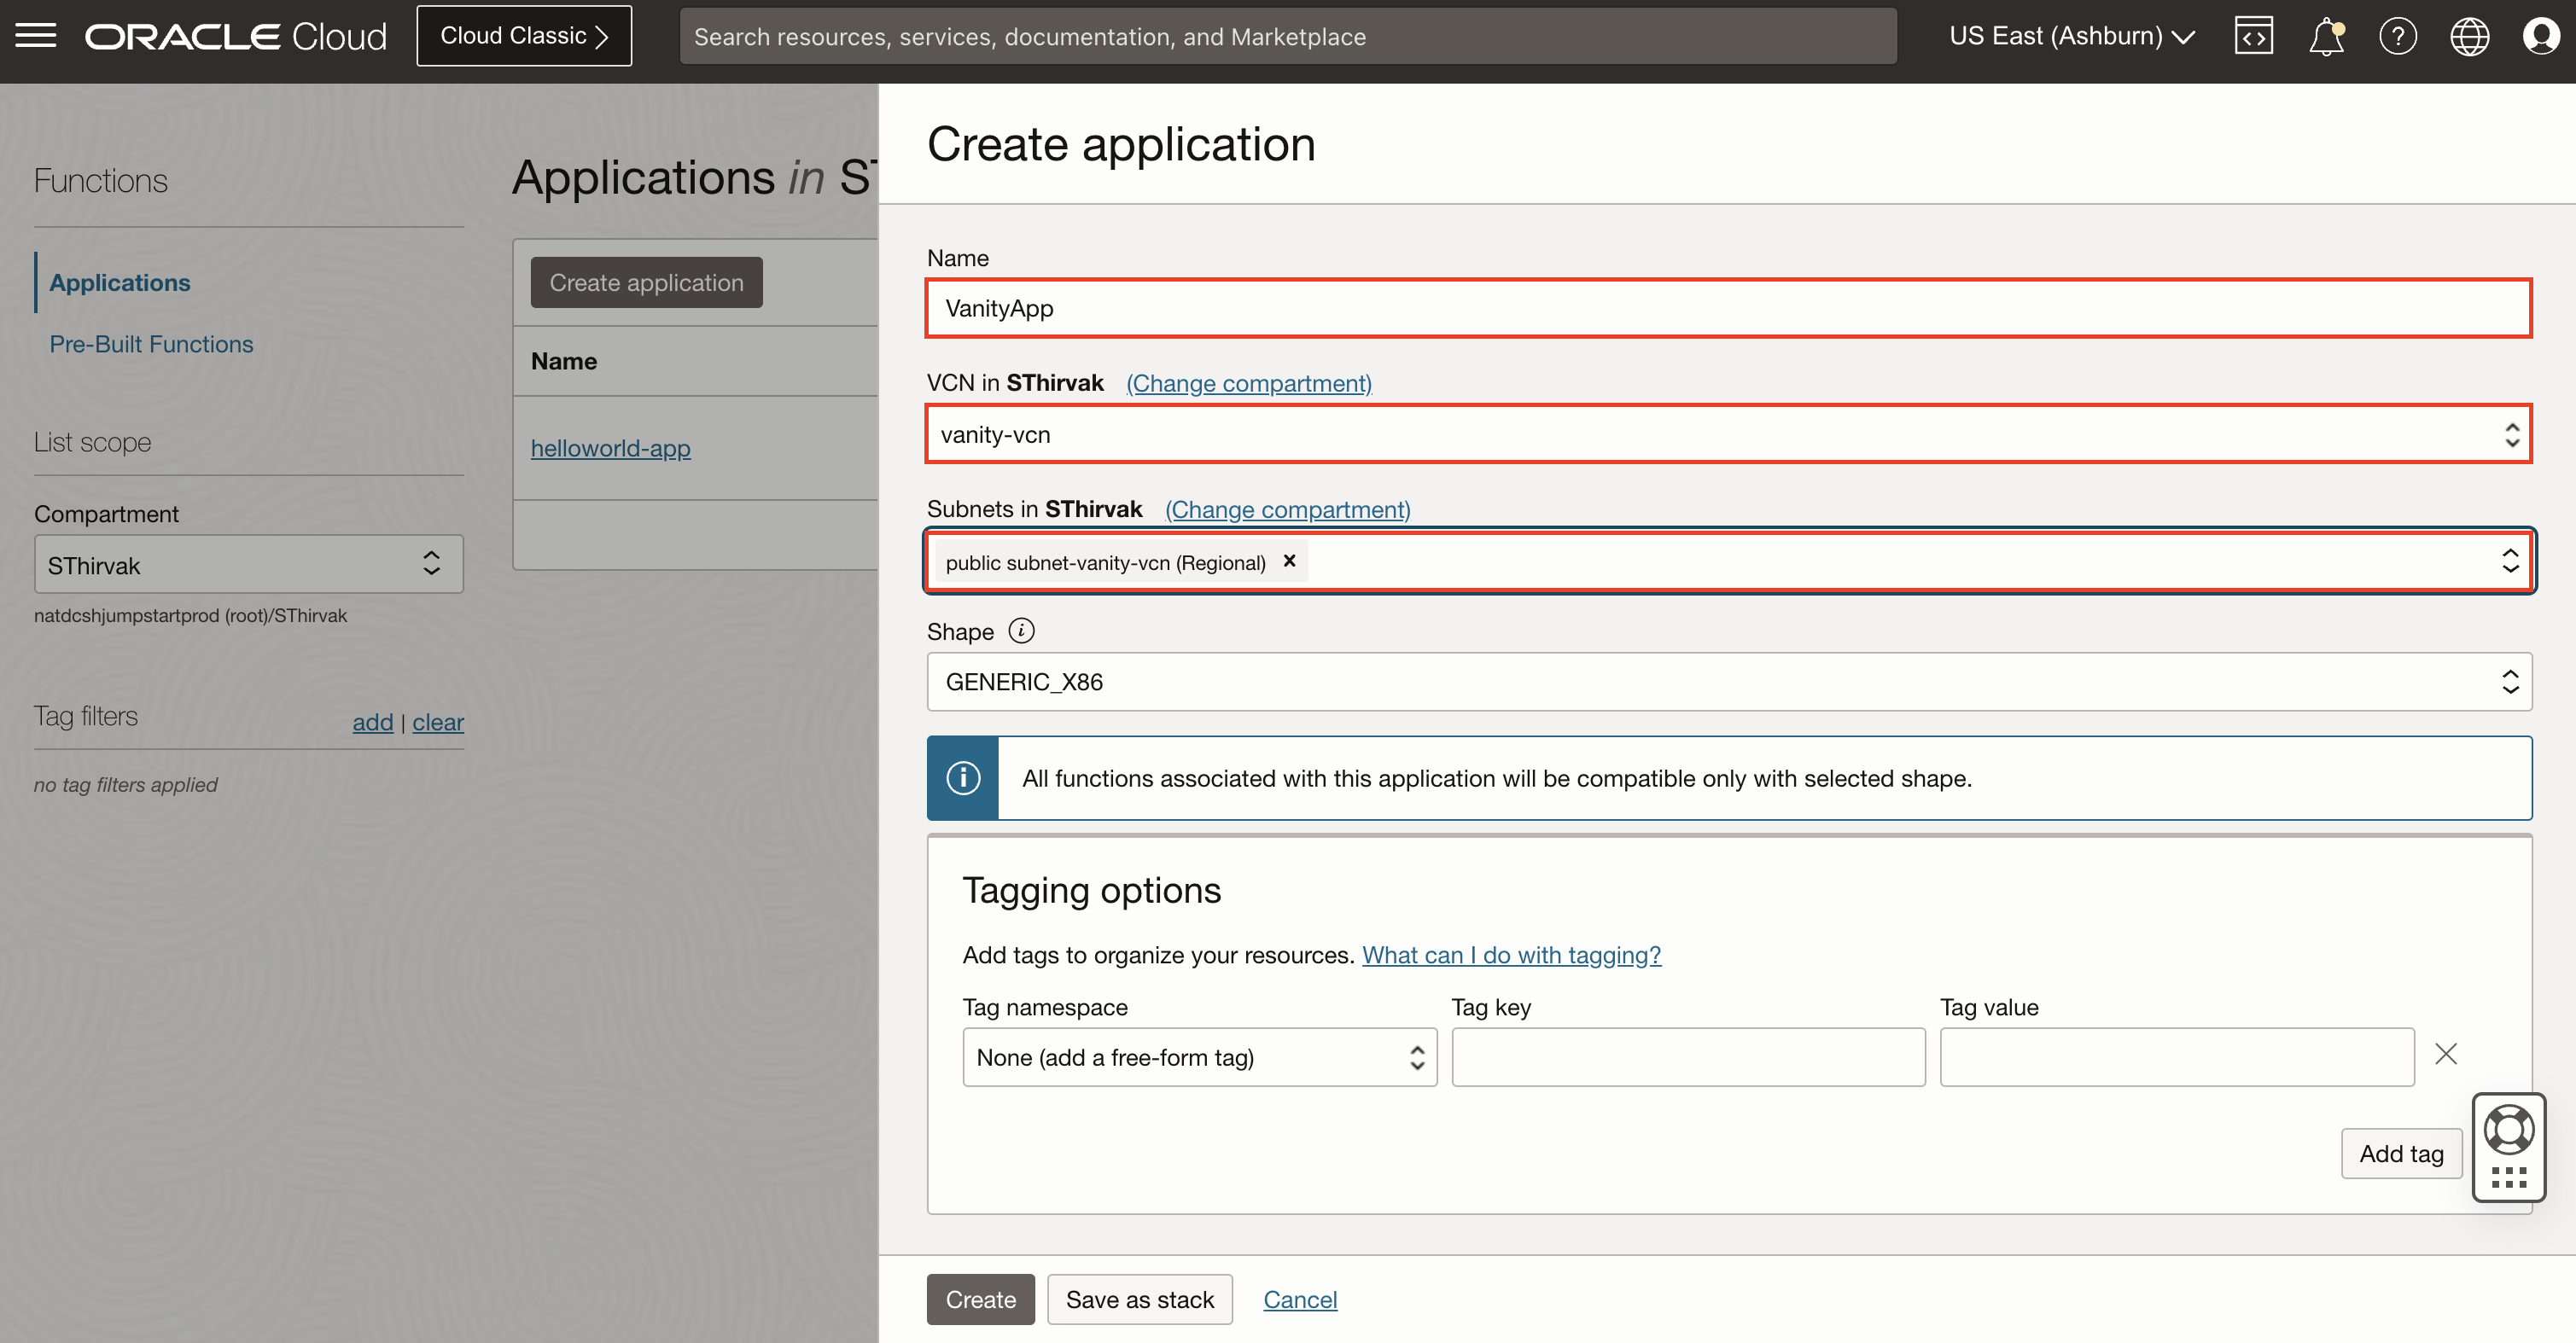 ORACLE Cloud
Cloud Classic
Search resources, services, documentation, and Marketplace
US East (Ashburn)
Functions
Applications
Pre-Built Functions
List scope
Compartment
SThirvak
natdcshjumpstartprod (root)/SThirvak
Tag filters
add | clear
no tag filters applied
Applications in ST
Create application
Name
helloworld-app
Create application
Name
VanityApp
VCN in SThirvak (Change compartment)
vanity-vcn
Subnets in SThirvak (Change compartment)
public subnet-vanity-vcn (Regional)
Shape
GENERIC_X86
All functions associated with this application will be compatible only with selected shape.
Tagging options
Add tags to organize your resources. What can I do with tagging?
Tag namespace Tag key Tag value
None (add a free-form tag)
Add tag
Create Save as stack Cancel